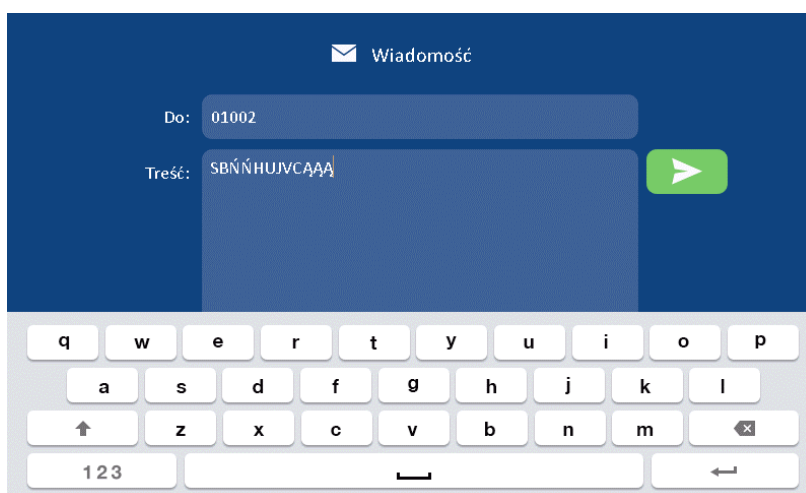 Wiadomość
Do: 01002
Treść: SBŃŃHUJVCĄĄĄ
q w e r t y u i o p
a s d f g h j k l
z x c v b n m
123